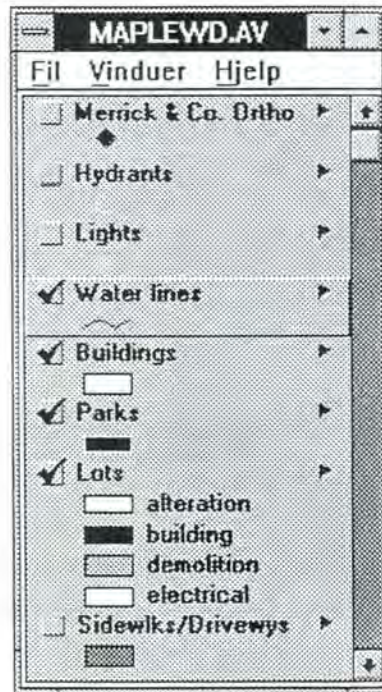 MAPLEWD.AV
Fil Vinduer Hjelp
Merrick & Co. Ortho
Hydrants
Lights
Water lines
Buildings
Parks
Lots
alteration
building
demolition
electrical
Sidewlks/Drivewys